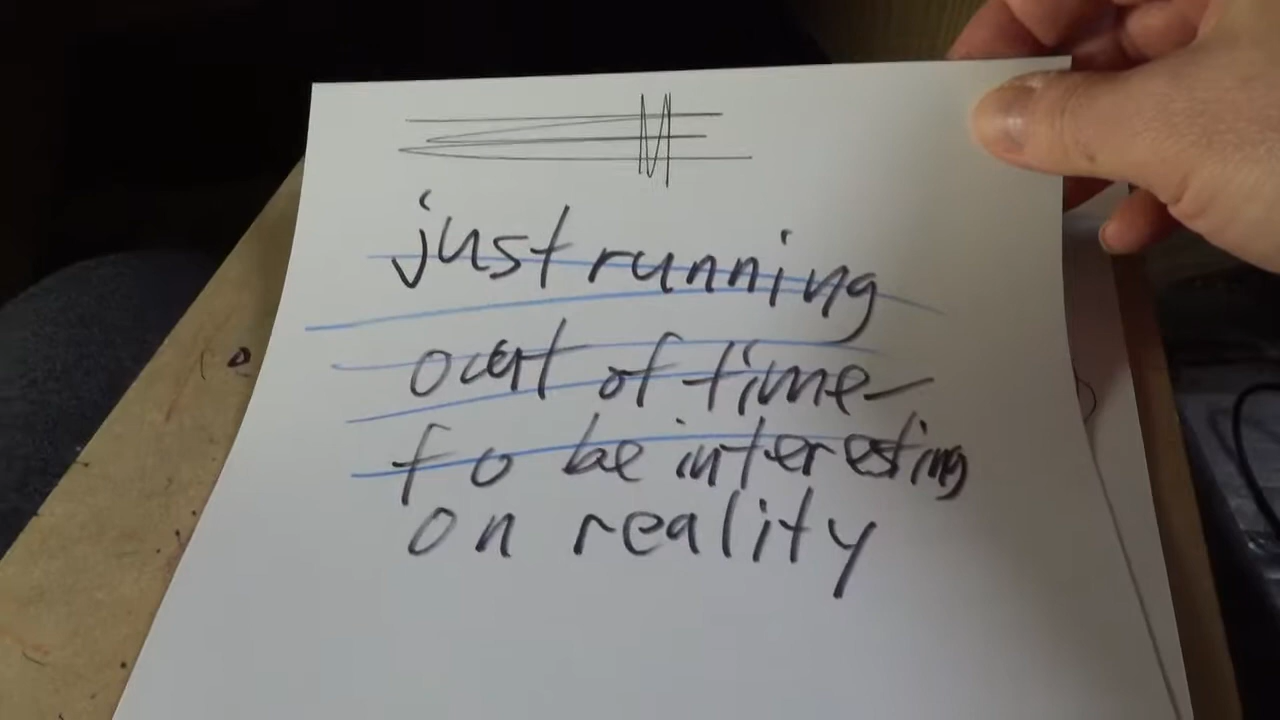 just running
out of time
to be interesting
on reality